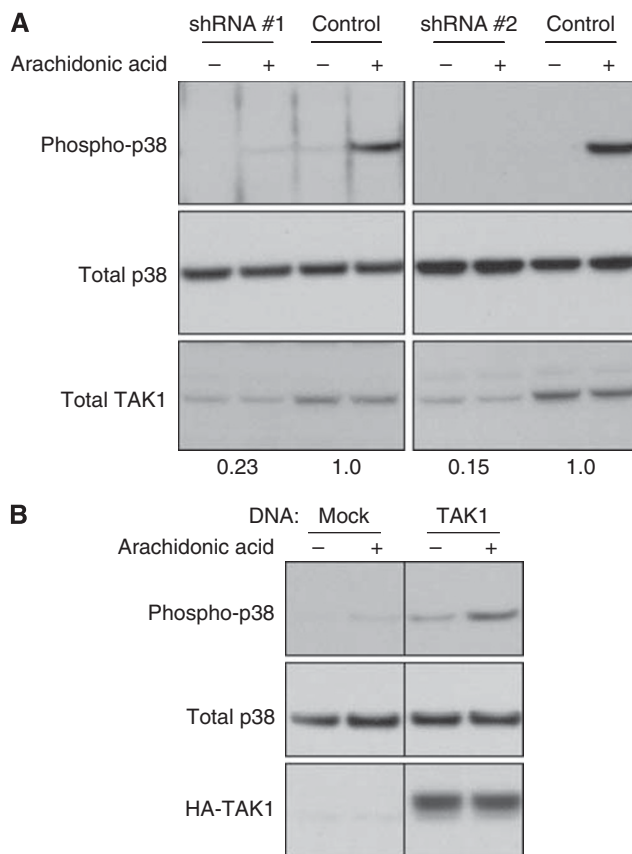 A
shRNA #1 Control shRNA #2 Control
Arachidonic acid – + – + – + – +
Phospho-p38
Total p38
Total TAK1
0.23 1.0 0.15 1.0
B
DNA: Mock TAK1
Arachidonic acid – + – +
Phospho-p38
Total p38
HA-TAK1